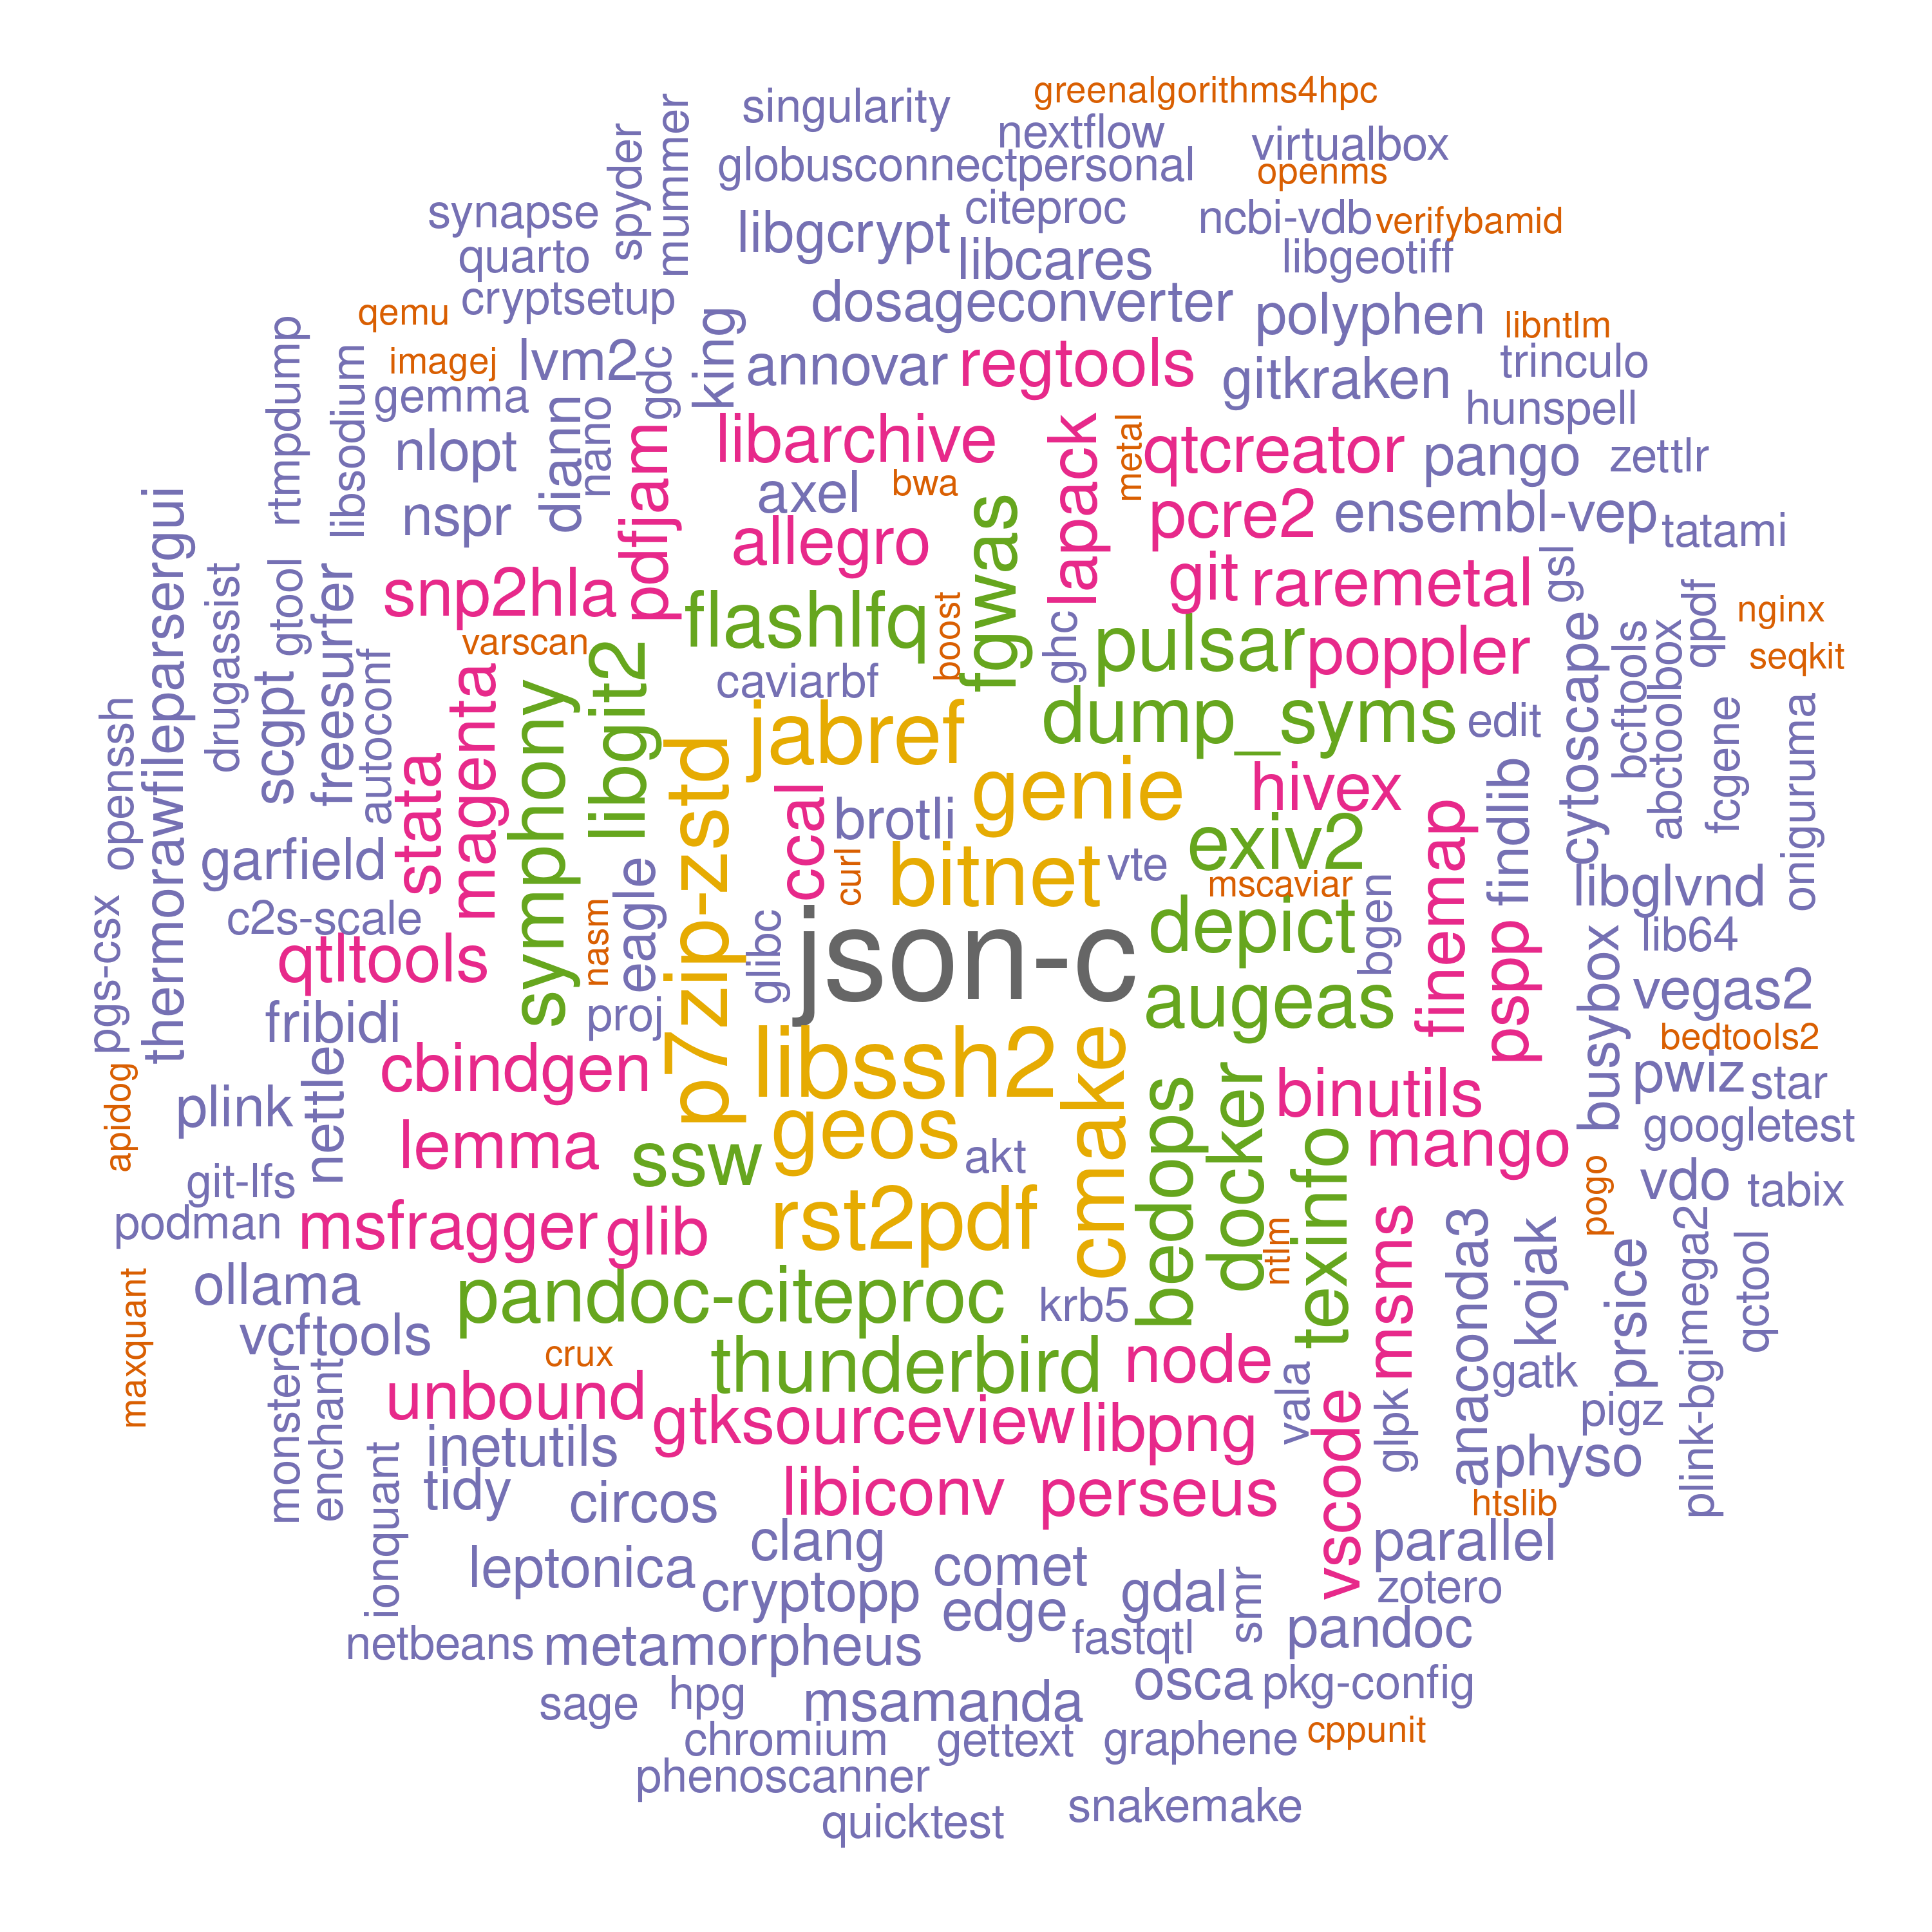 greenalgorithms4hpc
singularity
nextflow
virtualbox
spyder
mummer
globusconnectpersonal
openms
synapse
citeproc
ncbi-vdb
verifybamid
quarto
libgcrypt
libcares
libgeotiff
qemu
cryptsetup
dosageconverter
polyphen
libntlm
rtmpdump
libsodium
imagej
lvm2
gdc
king
annovar
regtools
gitkraken
trinculo
gemma
diann
nano
hunspell
nlopt
pdfjam
libarchive
lapack
metal
qtcreator
pango
zettlr
nspr
axel
bwa
fgwas
pcre2
ensembl-vep
tatami
thermorawfileparsergui
allegro
drugassist
gtool
freesurfer
snp2hla
flashlfq
boost
ghc
git
raremetal
gsl
qpdf
nginx
varscan
libgit2
pulsar
poppler
cytoscape
bcftools
abctoolbox
seqkit
openssh
scgpt
autoconf
stata
magenta
symphony
caviarbf
jabref
dump_syms
edit
fcgene
oniguruma
p7zip-zstd
ccal
genie
hivex
finemap
findlib
brotli
garfield
eagle
curl
bitnet
vte
exiv2
mscaviar
libglvnd
pgs-csx
c2s-scale
qtltools
nasm
glibc
json-c
depict
bgen
pspp
lib64
fribidi
proj
augeas
busybox
vegas2
bedtools2
apidog
nettle
cbindgen
libssh2
cmake
bedops
docker
binutils
pwiz
star
plink
lemma
ssw
geos
akt
texinfo
mango
googletest
git-lfs
pogo
vdo
tabix
podman
msfragger
glib
rst2pdf
ntlm
msms
anaconda3
kojak
prsice
plink-bgimega2
qctool
maxquant
ollama
pandoc-citeproc
krb5
vcftools
crux
thunderbird
node
vala
gatk
monster
enchant
unbound
gtksourceview
libpng
vscode
glpk
pigz
ionquant
inetutils
physo
tidy
circos
libiconv
perseus
htslib
leptonica
clang
comet
parallel
cryptopp
edge
gdal
smr
zotero
netbeans
metamorpheus
fastqtl
pandoc
sage
hpg
msamanda
osca
pkg-config
chromium
gettext
graphene
cppunit
phenoscanner
quicktest
snakemake